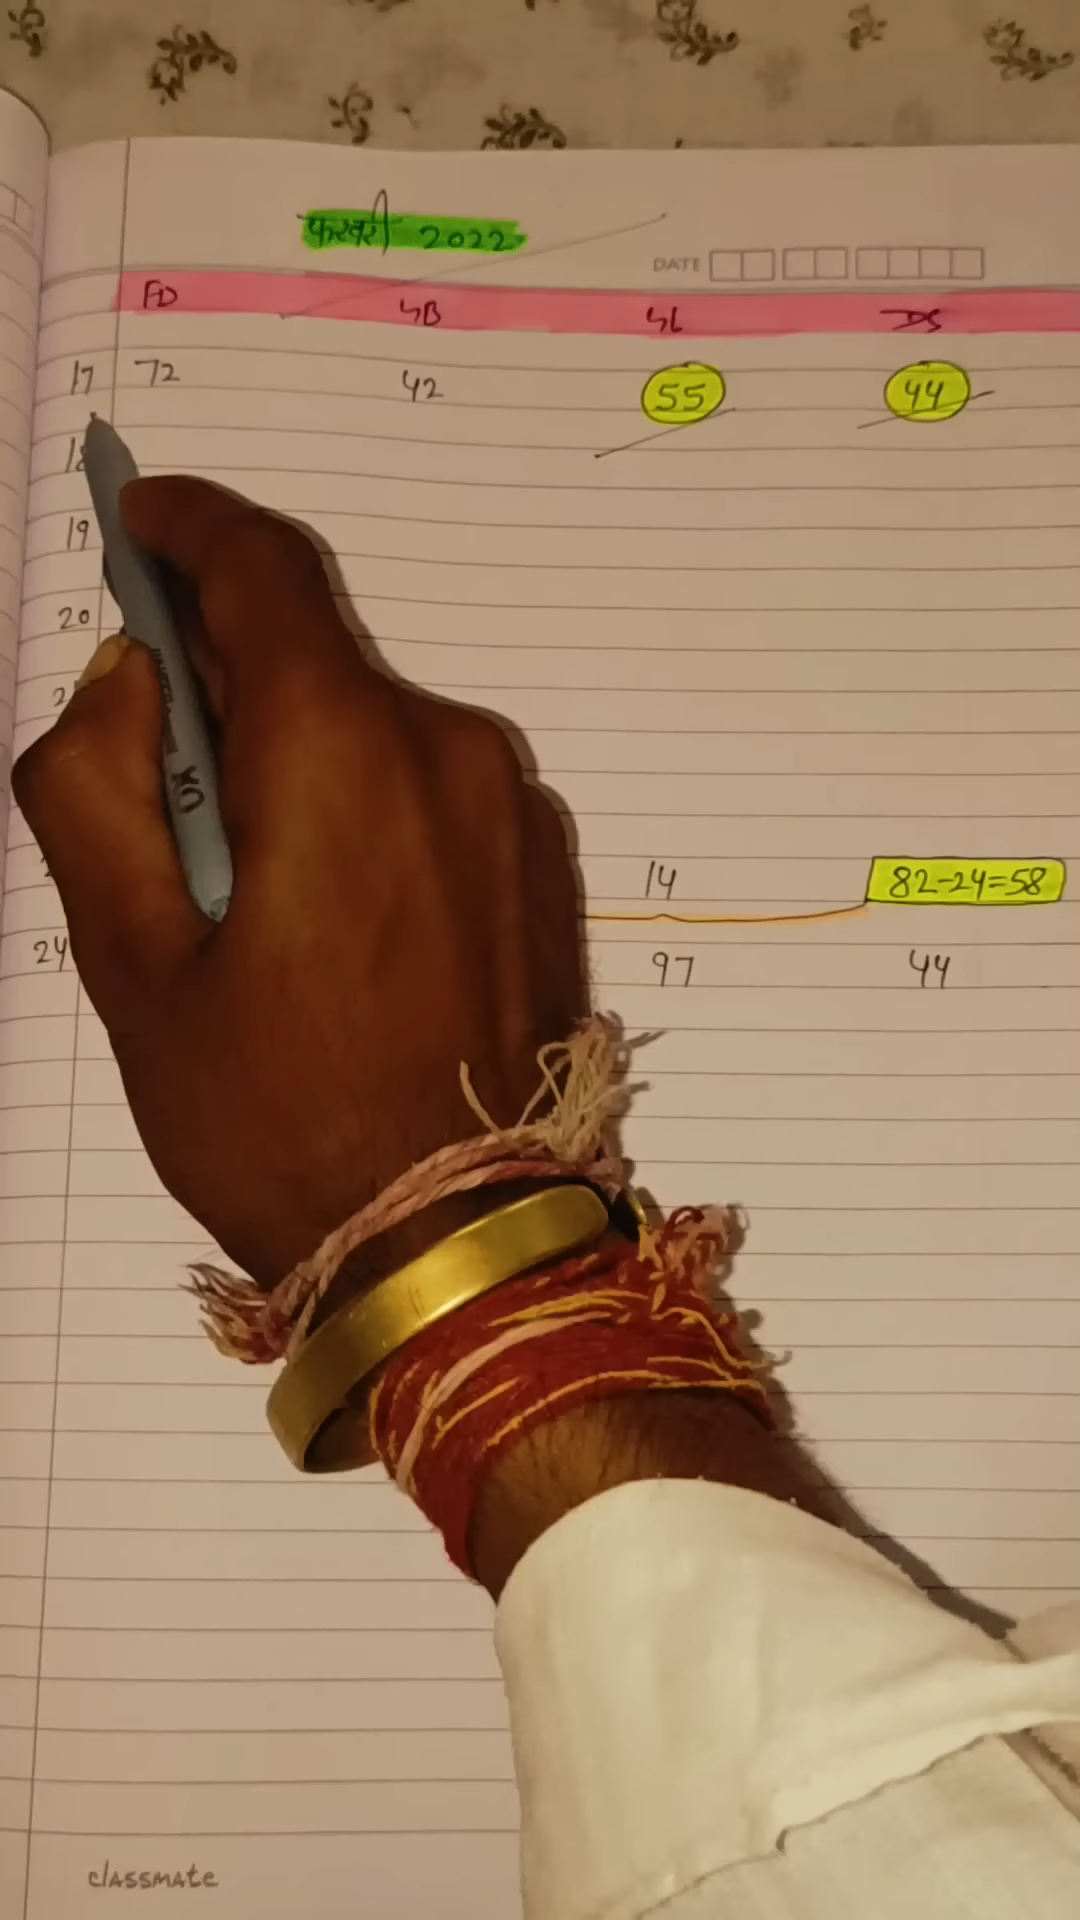 फरवरी 2022
DATE
FD GB GL DS
17 72 42 55 44
18
19
20
14 82-24=58
24 97 44
XO
classmate